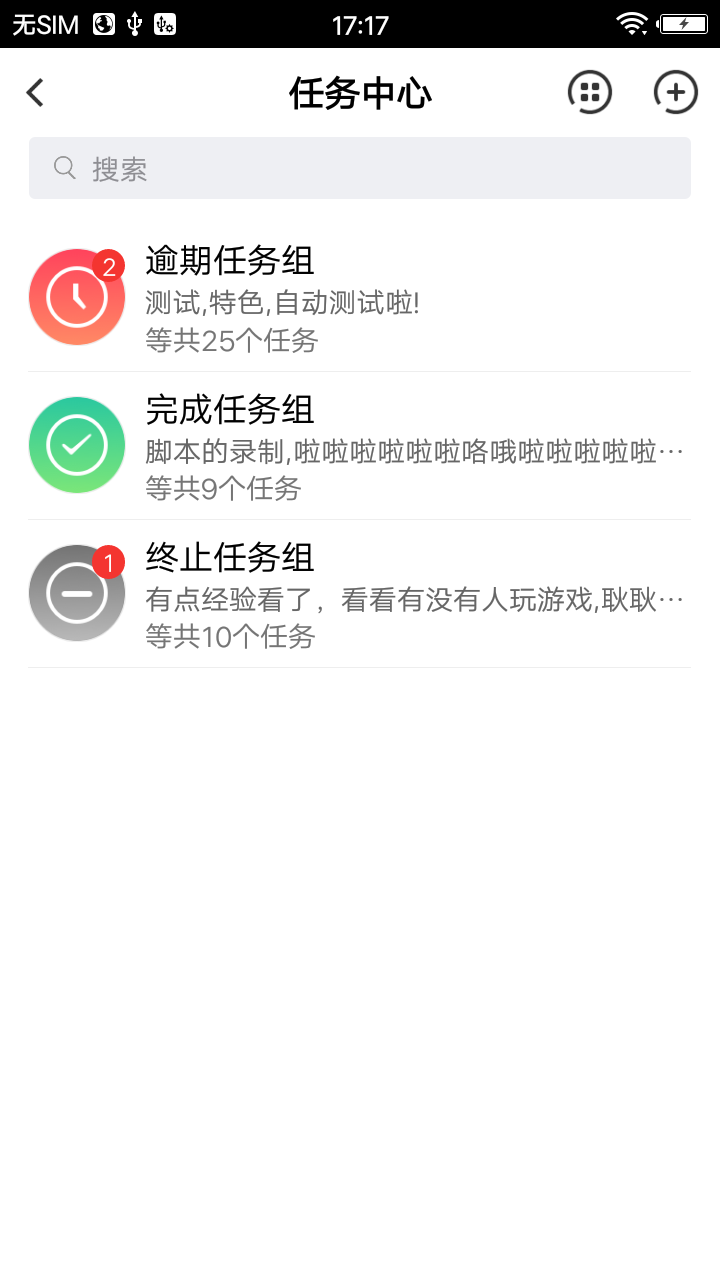 无SIM 17:17
任务中心
搜索
2
逾期任务组
测试,特色,自动测试啦!
等共25个任务
完成任务组
脚本的录制,啦啦啦啦啦啦咯哦啦啦啦啦啦···
等共9个任务
1
终止任务组
有点经验看了，看看有没有人玩游戏,耿耿···
等共10个任务